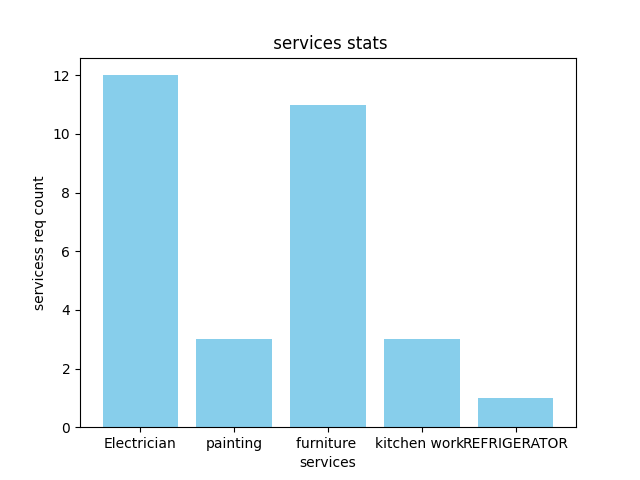 services stats
servicess req count
12
10
8
6
4
2
0
Electrician painting furniture kitchen work REFRIGERATOR
services